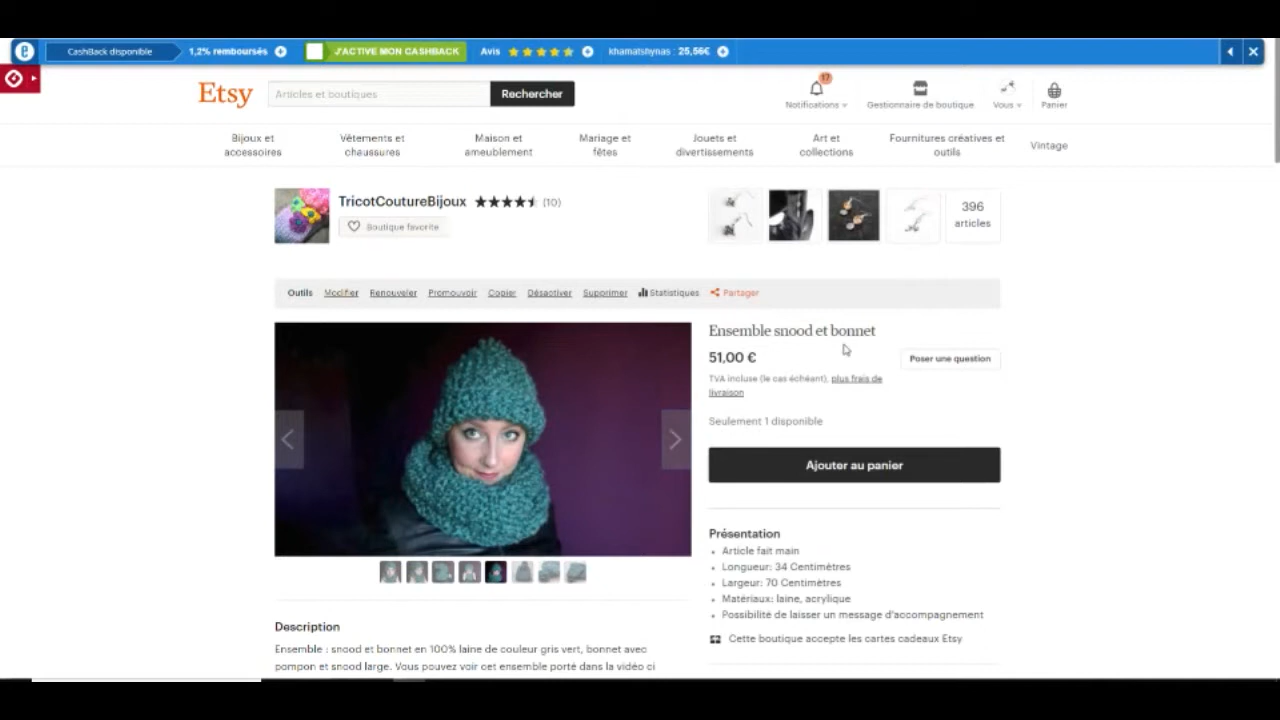 CashBack disponible 1,2% remboursés J'ACTIVE MON CASHBACK Avis khamatshynas : 25,56€
Etsy Articles et boutiques Rechercher
17
Notifications Gestionnaire de boutique Vous Panier
Bijoux et accessoires
Vêtements et chaussures
Maison et ameublement
Mariage et fêtes
Jouets et divertissements
Art et collections
Fournitures créatives et outils
Vintage
TricotCoutureBijoux (10)
Boutique favorite
396
articles
Outils Modifier Renouveler Promouvoir Copier Désactiver Supprimer Statistiques Partager
Ensemble snood et bonnet
51,00 €
Poser une question
TVA incluse (le cas échéant), plus frais de
livraison
Seulement 1 disponible
Ajouter au panier
Présentation
Article fait main
Longueur: 34 Centimètres
Largeur: 70 Centimètres
Matériaux: laine, acrylique
Possibilité de laisser un message d'accompagnement
Cette boutique accepte les cartes cadeaux Etsy
Description
Ensemble : snood et bonnet en 100% laine de couleur gris vert, bonnet avec
pompon et snood large. Vous pouvez voir cet ensemble porté dans la vidéo ci